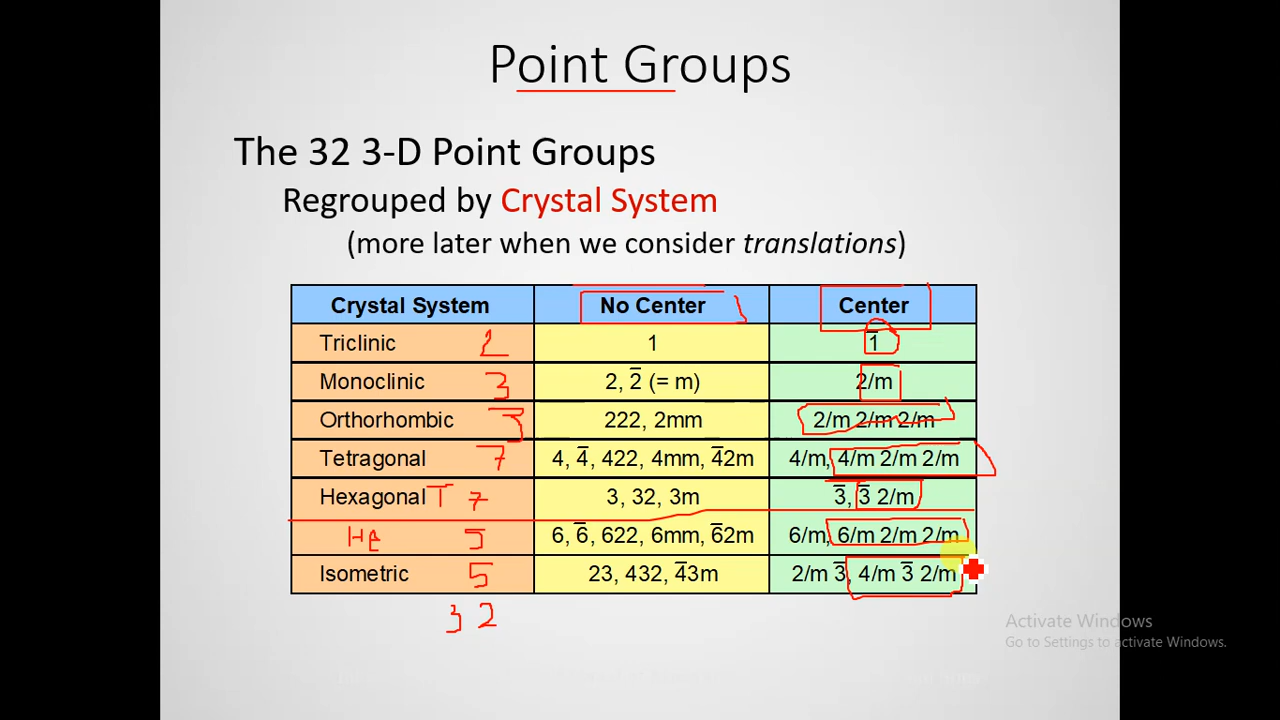 Point Groups
The 32 3-D Point Groups
Regrouped by Crystal System
(more later when we consider translations)
Crystal System No Center Center
Triclinic 2 1 1̅
Monoclinic 3 2, 2̅ (= m) 2/m
Orthorhombic 3 222, 2mm 2/m 2/m 2/m
Tetragonal 7 4, 4̅, 422, 4mm, 4̅2m 4/m, 4/m 2/m 2/m
Hexagonal T 7 3, 32, 3m 3̅, 3̅ 2/m
He 5 6, 6̅, 622, 6mm, 6̅2m 6/m, 6/m 2/m 2/m
Isometric 5 23, 432, 4̅3m 2/m 3̅, 4/m 3̅ 2/m
32
Activate Windows
Go to Settings to activate Windows.